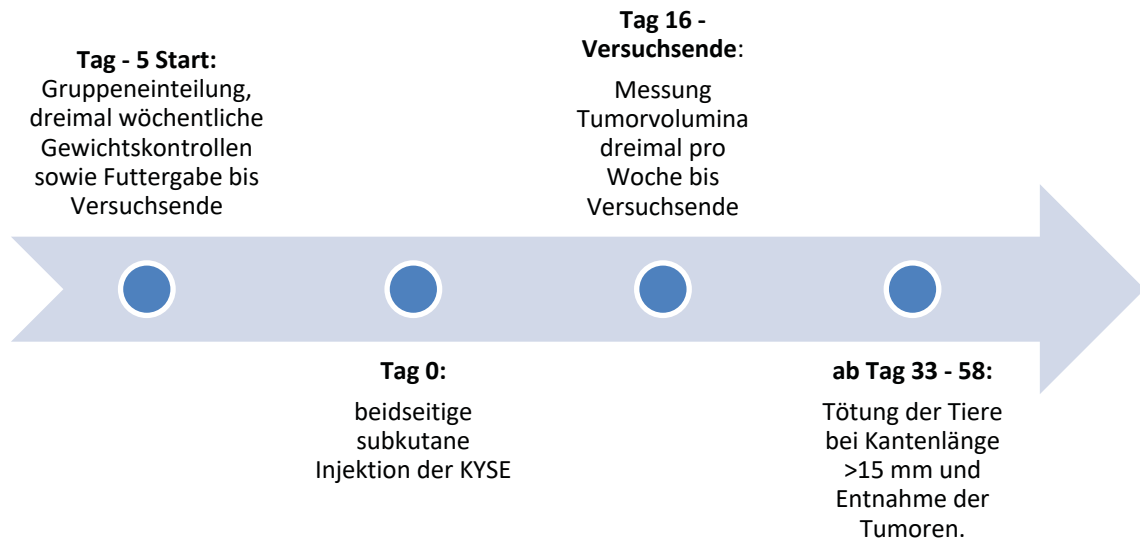 Tag - 5 Start:
Gruppeneinteilung,
dreimal wöchentliche
Gewichtskontrollen
sowie Futtergabe bis
Versuchsende
Tag 0:
beidseitige
subkutane
Injektion der KYSE
Tag 16 -
Versuchsende:
Messung
Tumorvolumina
dreimal pro
Woche bis
Versuchsende
ab Tag 33 - 58:
Tötung der Tiere
bei Kantenlänge
>15 mm und
Entnahme der
Tumoren.